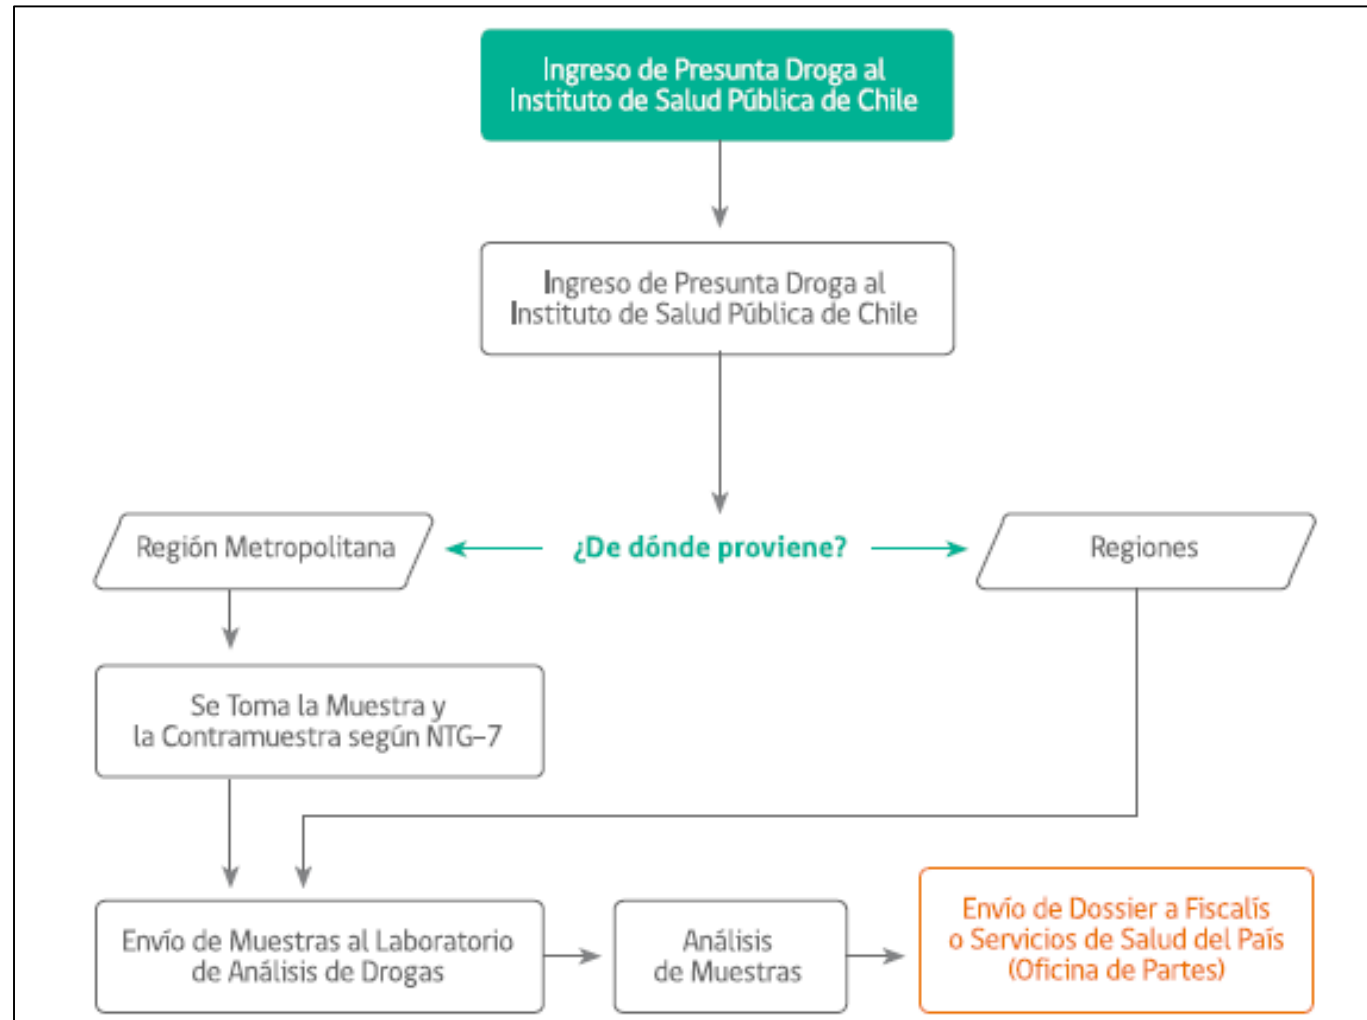 Ingreso de Presunta Droga al
Instituto de Salud Pública de Chile
Ingreso de Presunta Droga al
Instituto de Salud Pública de Chile
Región Metropolitana
¿De dónde proviene?
Regiones
Se Toma la Muestra y
la Contramuestra según NTG–7
Envío de Muestras al Laboratorio
de Análisis de Drogas
Análisis
de Muestras
Envío de Dossier a Fiscalís
o Servicios de Salud del País
(Oficina de Partes)